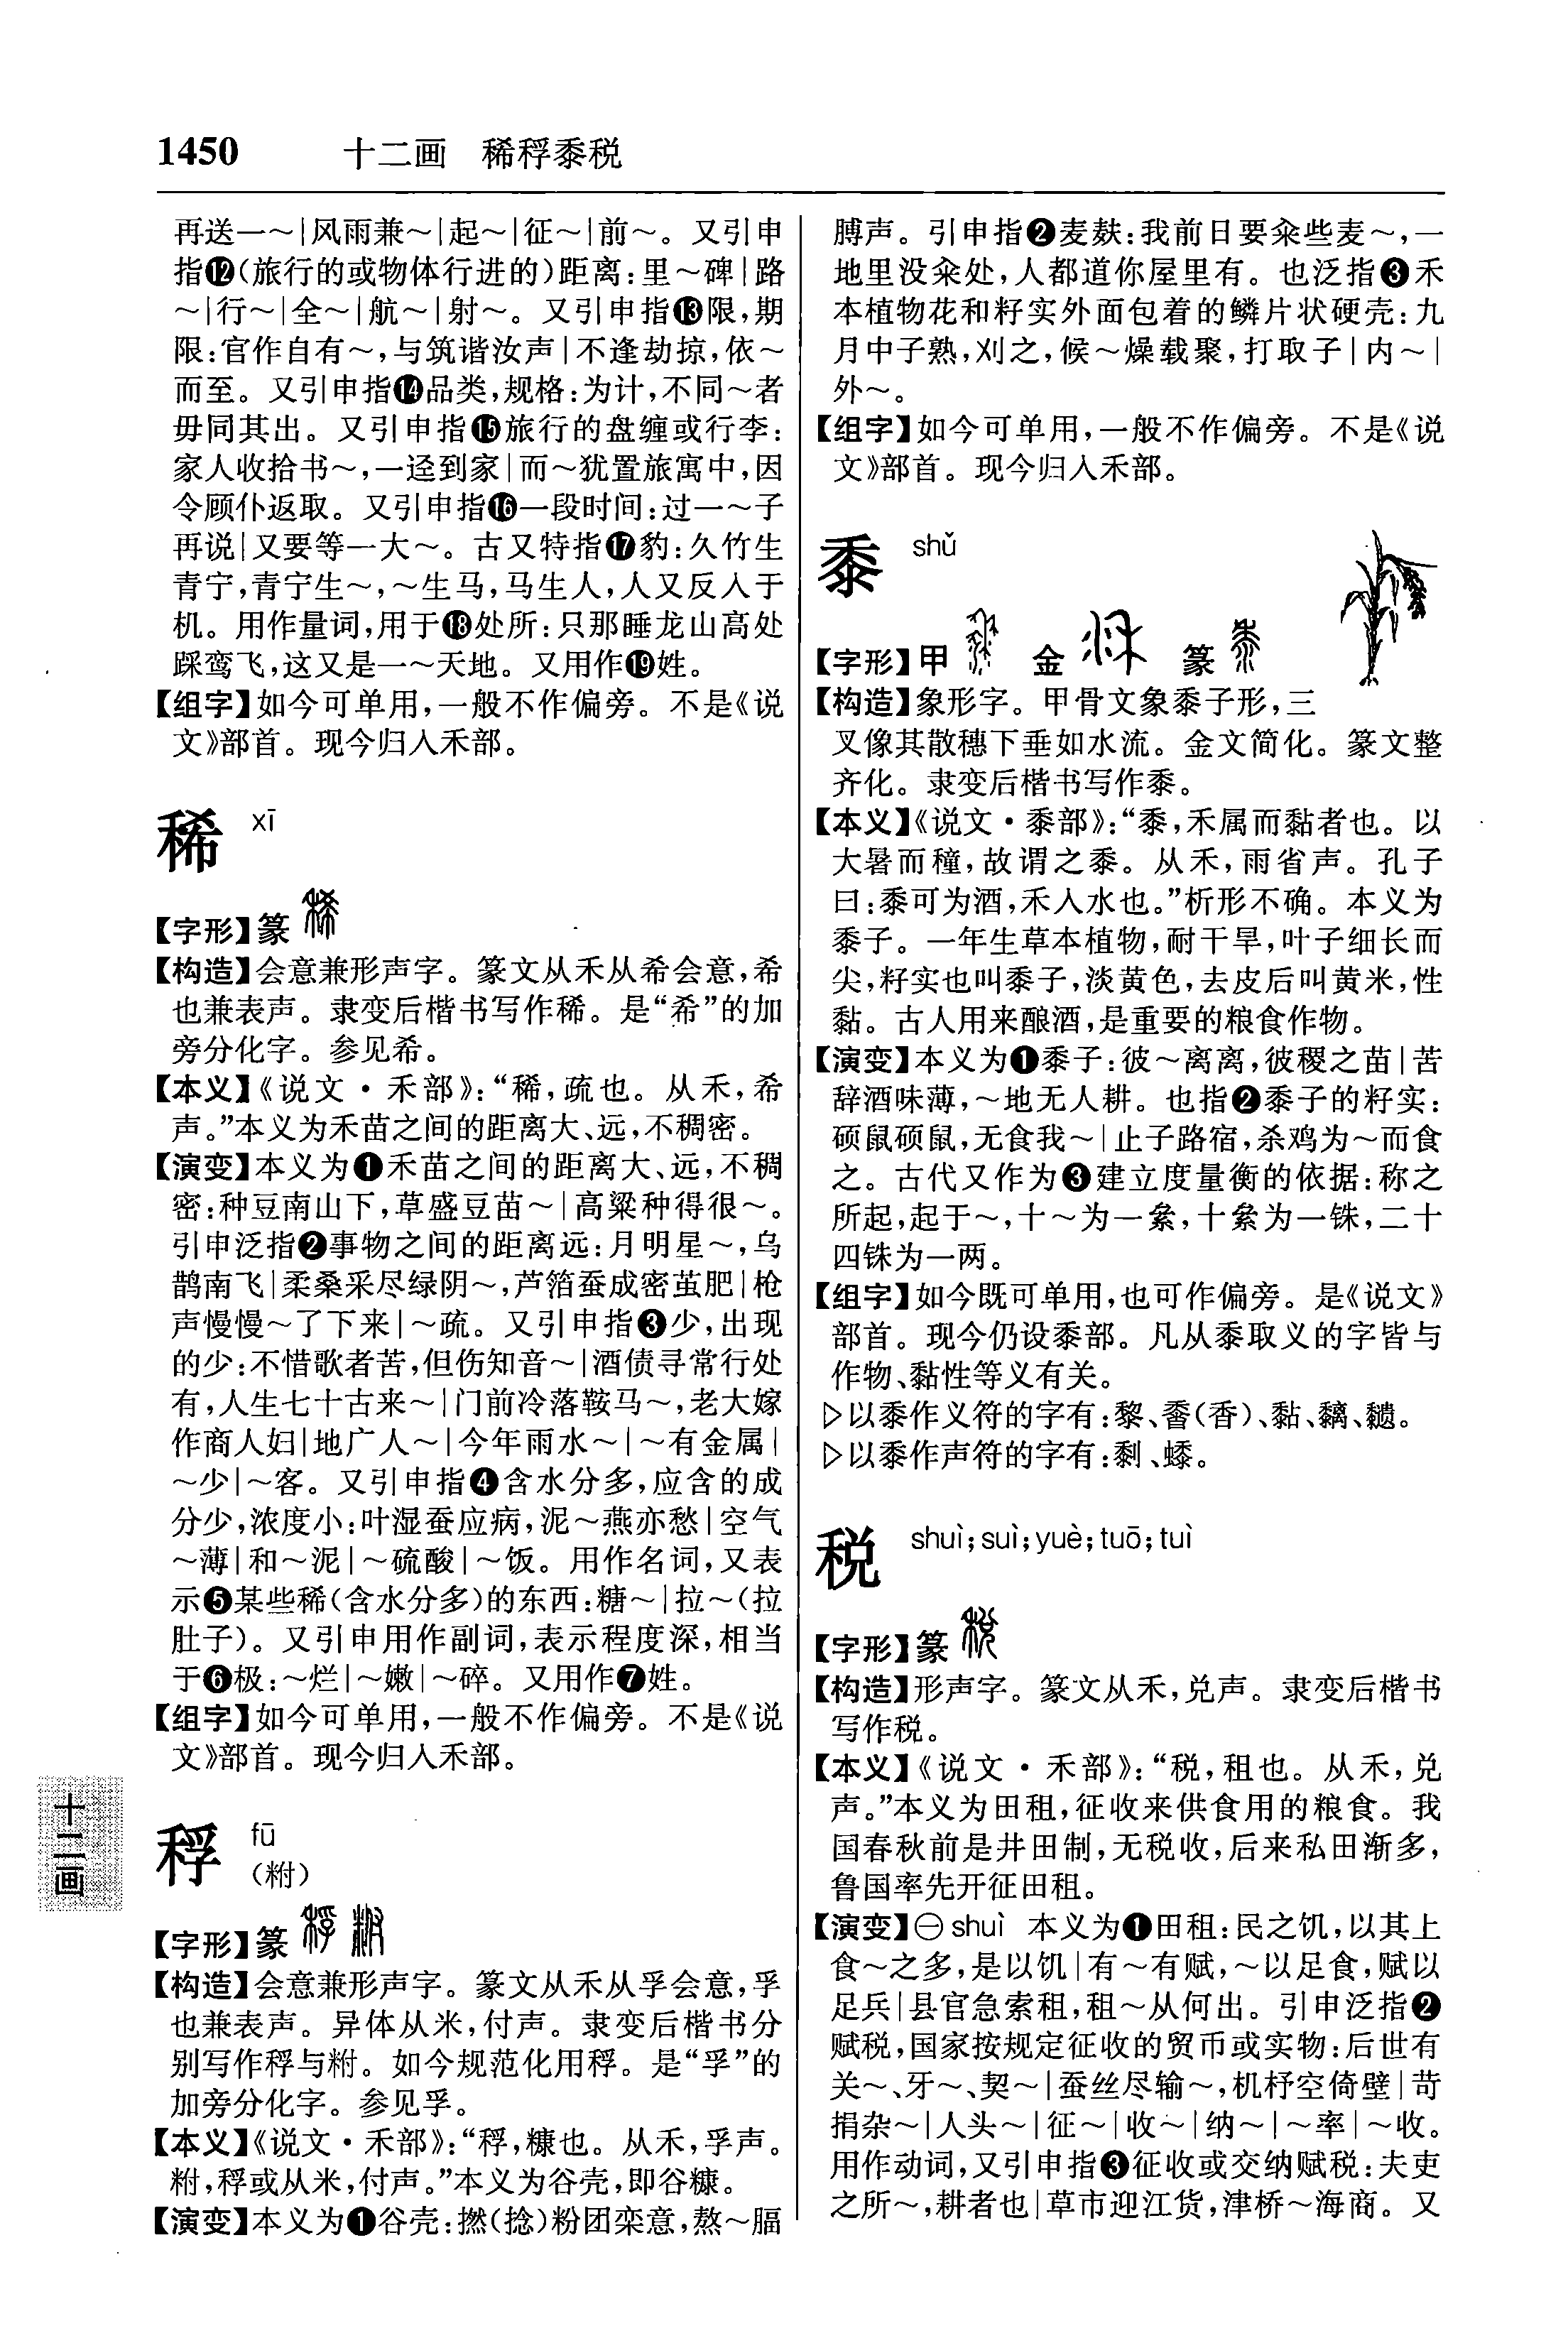 1450 十二画 稀稃黍税
再送一～|风雨兼～|起～|征～|前～。又引申
指⓬(旅行的或物体行进的)距离:里～碑|路
～|行～|全～|航～|射～。又引申指⓭限,期
限:官作自有～,与筑谐汝声|不逢劫掠,依～
而至。又引申指⓮品类,规格:为计,不同～者
毋同其出。又引申指⓯旅行的盘缠或行李:
家人收拾书～,一迳到家|而～犹置旅寓中,因
令顾仆返取。又引申指⓰一段时间:过一～子
再说|又要等一大～。古又特指⓱豹:久竹生
青宁,青宁生～,～生马,马生人,人又反入于
机。用作量词,用于⓲处所:只那睡龙山高处
踩鸾飞,这又是一～天地。又用作⓳姓。
【组字】如今可单用,一般不作偏旁。不是《说
文》部首。现今归入禾部。
稀 xī
【字形】篆
【构造】会意兼形声字。篆文从禾从希会意,希
也兼表声。隶变后楷书写作稀。是“希”的加
旁分化字。参见希。
【本义】《说文·禾部》:“稀,疏也。从禾,希
声。”本义为禾苗之间的距离大、远,不稠密。
【演变】本义为❶禾苗之间的距离大、远,不稠
密:种豆南山下,草盛豆苗～|高粱种得很～。
引申泛指❷事物之间的距离远:月明星～,乌
鹊南飞|柔桑采尽绿阴～,芦箔蚕成密茧肥|枪
声慢慢～了下来|～疏。又引申指❸少,出现
的少:不惜歌者苦,但伤知音～|酒债寻常行处
有,人生七十古来～|门前冷落鞍马～,老大嫁
作商人妇|地广人～|今年雨水～|～有金属|
～少|～客。又引申指❹含水分多,应含的成
分少,浓度小:叶湿蚕应病,泥～燕亦愁|空气
～薄|和～泥|～硫酸|～饭。用作名词,又表
示❺某些稀(含水分多)的东西:糖～|拉～(拉
肚子)。又引申用作副词,表示程度深,相当
于❻极:～烂|～嫩|～碎。又用作❼姓。
【组字】如今可单用,一般不作偏旁。不是《说
文》部首。现今归入禾部。
稃 fū
(粰)
【字形】篆
【构造】会意兼形声字。篆文从禾从孚会意,孚
也兼表声。异体从米,付声。隶变后楷书分
别写作稃与䊇。如今规范化用稃。是“孚”的
加旁分化字。参见孚。
【本义】《说文·禾部》:“稃,糠也。从禾,孚声。
䊇,稃或从米,付声。”本义为谷壳,即谷糠。
【演变】本义为❶谷壳:撚(捻)粉团栾意,熬～腷
膊声。引申指❷麦麸:我前日要籴些麦～,一
地里没籴处,人都道你屋里有。也泛指❸禾
本植物花和籽实外面包着的鳞片状硬壳:九
月中子熟,刈之,候～燥载聚,打取子|内～|
外～。
【组字】如今可单用,一般不作偏旁。不是《说
文》部首。现今归入禾部。
黍 shǔ
【字形】甲 金 篆
【构造】象形字。甲骨文象黍子形,三
叉像其散穗下垂如水流。金文简化。篆文整
齐化。隶变后楷书写作黍。
【本义】《说文·黍部》:“黍,禾属而黏者也。以
大暑而穜,故谓之黍。从禾,雨省声。孔子
曰:黍可为酒,禾入水也。”析形不确。本义为
黍子。一年生草本植物,耐干旱,叶子细长而
尖,籽实也叫黍子,淡黄色,去皮后叫黄米,性
黏。古人用来酿酒,是重要的粮食作物。
【演变】本义为❶黍子:彼～离离,彼稷之苗|苦
辞酒味薄,～地无人耕。也指❷黍子的籽实:
硕鼠硕鼠,无食我～|止子路宿,杀鸡为～而食
之。古代又作为❸建立度量衡的依据:称之
所起,起于～,十～为一絫,十絫为一铢,二十
四铢为一两。
【组字】如今既可单用,也可作偏旁。是《说文》
部首。现今仍设黍部。凡从黍取义的字皆与
作物、黏性等义有关。
▷以黍作义符的字有:黎、䅨(香)、黏、黐、䵒。
▷以黍作声符的字有:剩、䗪。
税 shuì; suì; yuè; tuō; tuì
【字形】篆
【构造】形声字。篆文从禾,兑声。隶变后楷书
写作税。
【本义】《说文·禾部》:“税,租也。从禾,兑
声。”本义为田租,征收来供食用的粮食。我
国春秋前是井田制,无税收,后来私田渐多,
鲁国率先开征田租。
【演变】㊀shuì 本义为❶田租:民之饥,以其上
食～之多,是以饥|有～有赋,～以足食,赋以
足兵|县官急索租,租～从何出。引申泛指❷
赋税,国家按规定征收的货币或实物:后世有
关～、牙～、契～|蚕丝尽输～,机杼空倚壁|苛
捐杂～|人头～|征～|收～|纳～|～率|～收。
用作动词,又引申指❸征收或交纳赋税:夫吏
之所～,耕者也|草市迎江货,津桥～海商。又
十二画